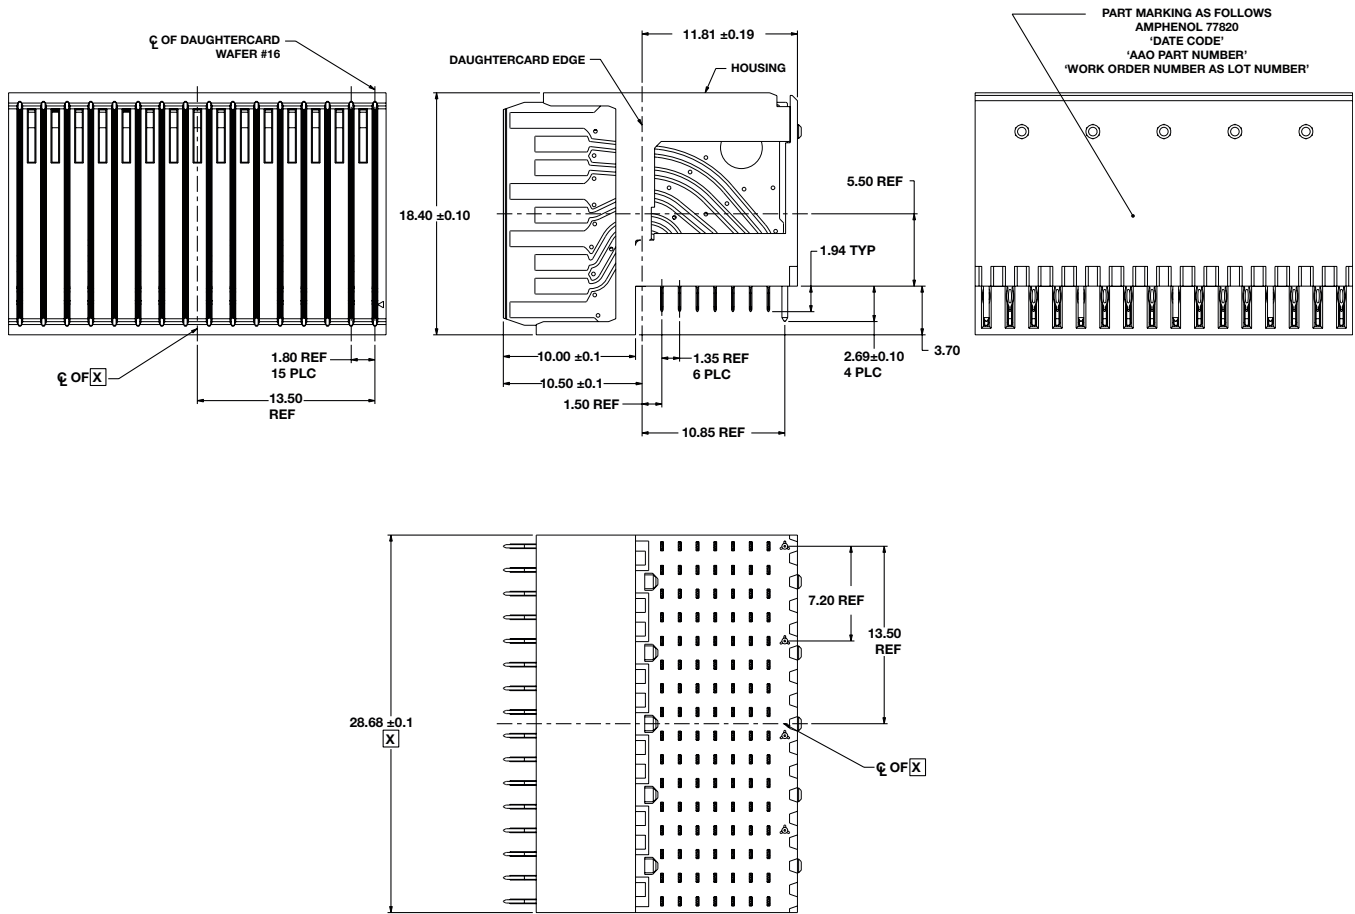 ℄ OF DAUGHTERCARD
WAFER #16
1.80 REF
15 PLC
℄ OF X
13.50
REF
11.81 ±0.19
DAUGHTERCARD EDGE
HOUSING
18.40 ±0.10
5.50 REF
1.94 TYP
10.00 ±0.1
1.35 REF
6 PLC
2.69±0.10
4 PLC
3.70
10.50 ±0.1
1.50 REF
10.85 REF
PART MARKING AS FOLLOWS
AMPHENOL 77820
‘DATE CODE’
‘AAO PART NUMBER’
‘WORK ORDER NUMBER AS LOT NUMBER’
7.20 REF
13.50
REF
28.68 ±0.1
X
℄ OF X